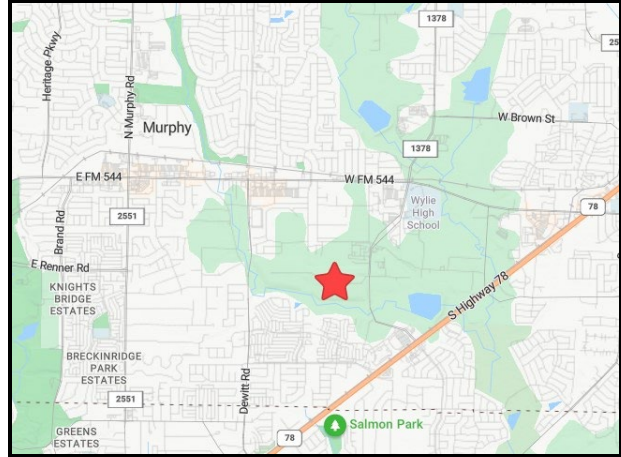 1378
25
Heritage Pkwy
N Murphy Rd
Murphy
W Brown St
1378
E FM 544
W FM 544
Wylie
High
School
78
2551
Brand Rd
E Renner Rd
KNIGHTS
BRIDGE
ESTATES
S Highway 78
BRECKINRIDGE
PARK
ESTATES
Dewitt Rd
2551
GREENS
ESTATES
78
Salmon Park